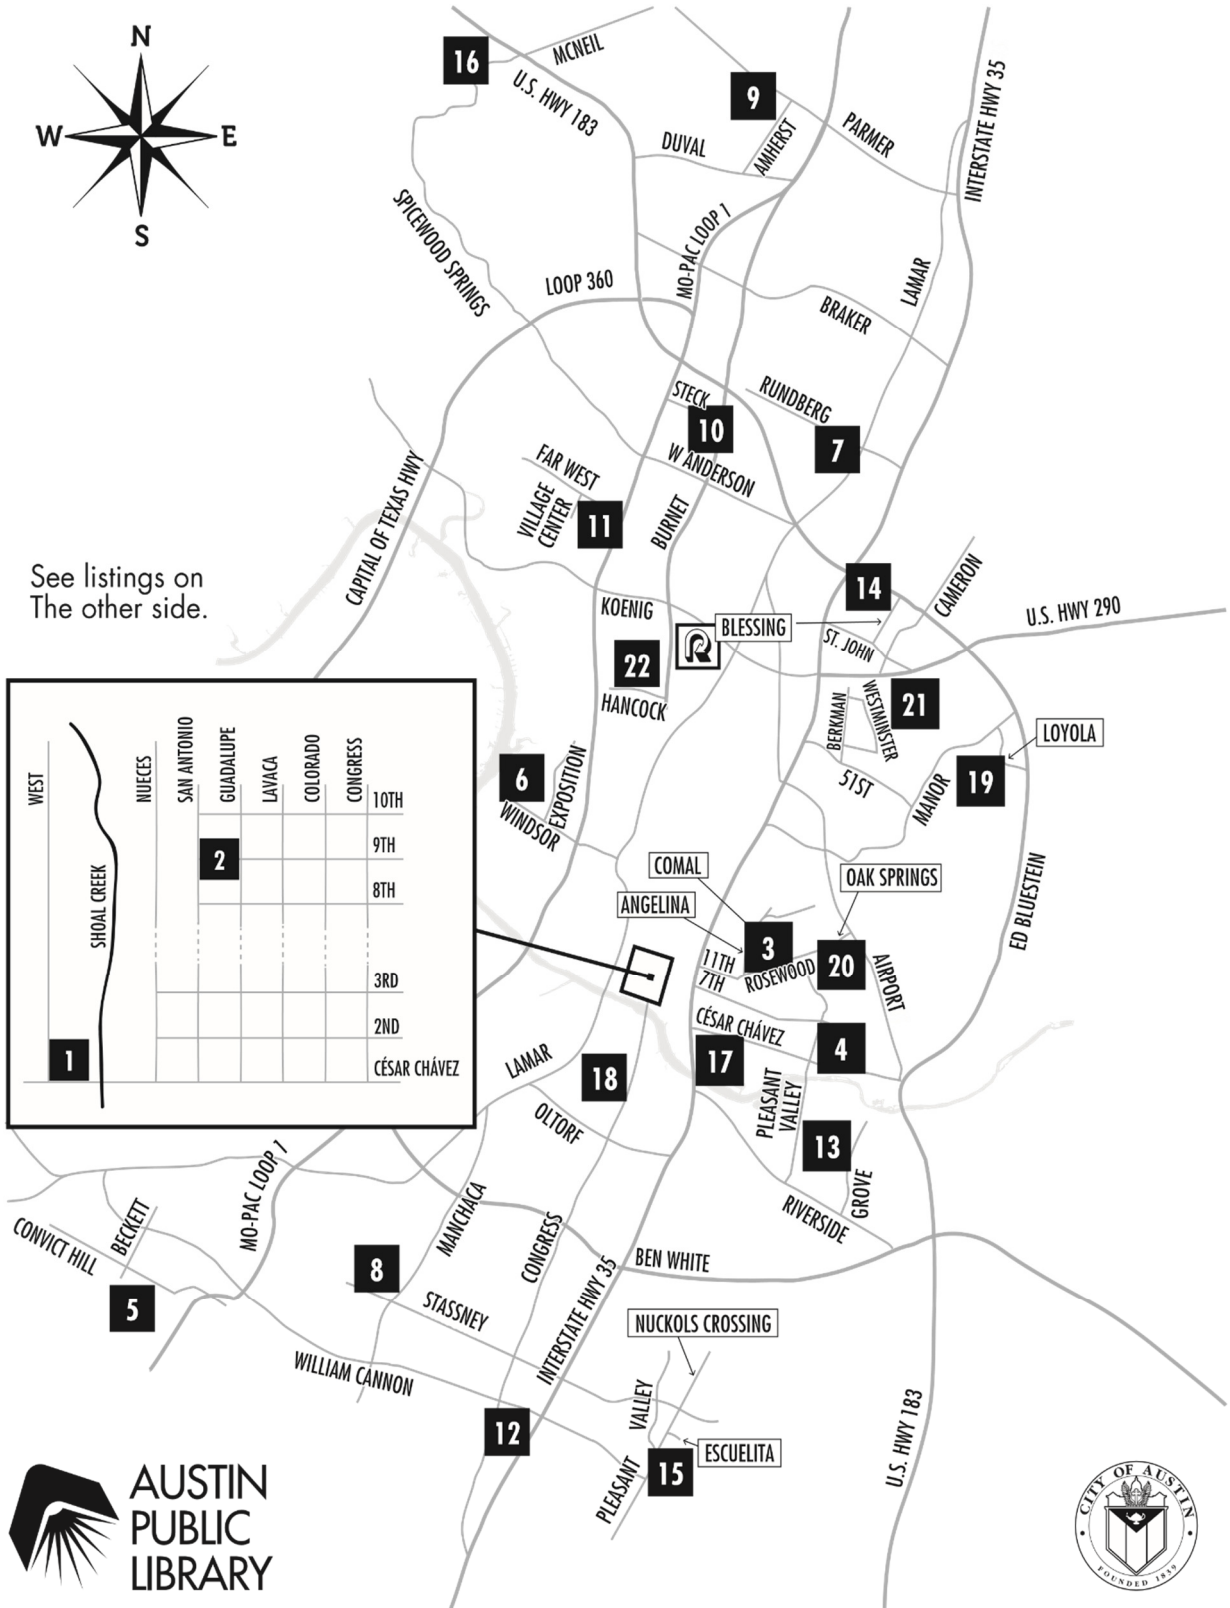 N
W
E
S
16
MCNEIL
U.S. HWY 183
9
DUVAL
AMHERST
PARMER
INTERSTATE HWY 35
SPICEWOOD SPRINGS
MO-PAC LOOP 1
LOOP 360
LAMAR
BRAKER
STECK
RUNDBERG
10
7
W ANDERSON
FAR WEST
VILLAGE
CENTER
11
BURNET
CAPITAL OF TEXAS HWY
See listings on
The other side.
14
CAMERON
KOENIG
BLESSING
U.S. HWY 290
ST. JOHN
22
R
HANCOCK
21
BERKMAN
WESTMINSTER
LOYOLA
6
EXPOSITION
WINDSOR
51ST
MANOR
19
WEST
NUECES
SAN ANTONIO
GUADALUPE
LAVACA
COLORADO
CONGRESS
10TH
9TH
2
8TH
SHOAL CREEK
3RD
2ND
1
CÉSAR CHÁVEZ
COMAL
OAK SPRINGS
ANGELINA
ED BLUESTEIN
3
11TH
ROSEWOOD
20
7TH
AIRPORT
CÉSAR CHÁVEZ
4
17
LAMAR
18
OLTORF
PLEASANT
VALLEY
13
GROVE
RIVERSIDE
MO-PAC LOOP 1
BECKETT
CONVICT HILL
5
MANCHACA
8
CONGRESS
BEN WHITE
STASSNEY
INTERSTATE HWY 35
NUCKOLS CROSSING
WILLIAM CANNON
VALLEY
12
ESCUELITA
15
PLEASANT
U.S. HWY 183
AUSTIN
PUBLIC
LIBRARY
CITY OF AUSTIN
FOUNDED 1839